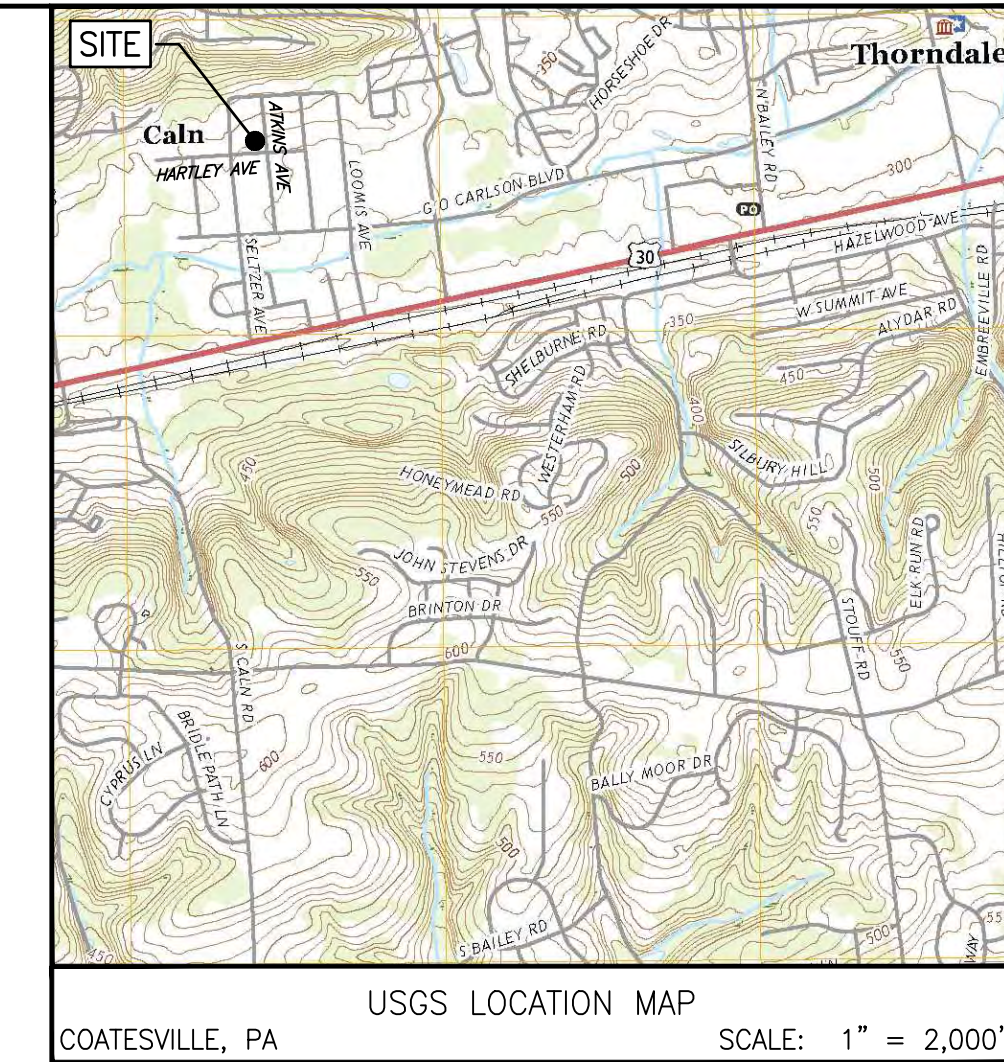 SITE
Thorndale
Caln
ATKINS AVE
HARTLEY AVE
LOOMIS AVE
SELTZER AVE
350
HORSESHOE DR
N BAILEY RD
G O CARLSON BLVD
300
PO
30
HAZELWOOD AVE
W SUMMIT AVE
ALYDAR RD
EMBREEVILLE RD
350
SHELBURNE RD
WESTERHAM RD
450
400
450
HONEYMEAD RD
500
SILBURY HILL
500
550
550
JOHN STEVENS DR
550
ELK RUN RD
BRINTON DR
STOUFF RD
600
550
S CALN RD
BRIDLE PATH LN
CYPRUS LN
600
550
BALLY MOOR DR
500
S BAILEY RD
500
55
WAY
450
USGS LOCATION MAP
COATESVILLE, PA
SCALE: 1" = 2,000'